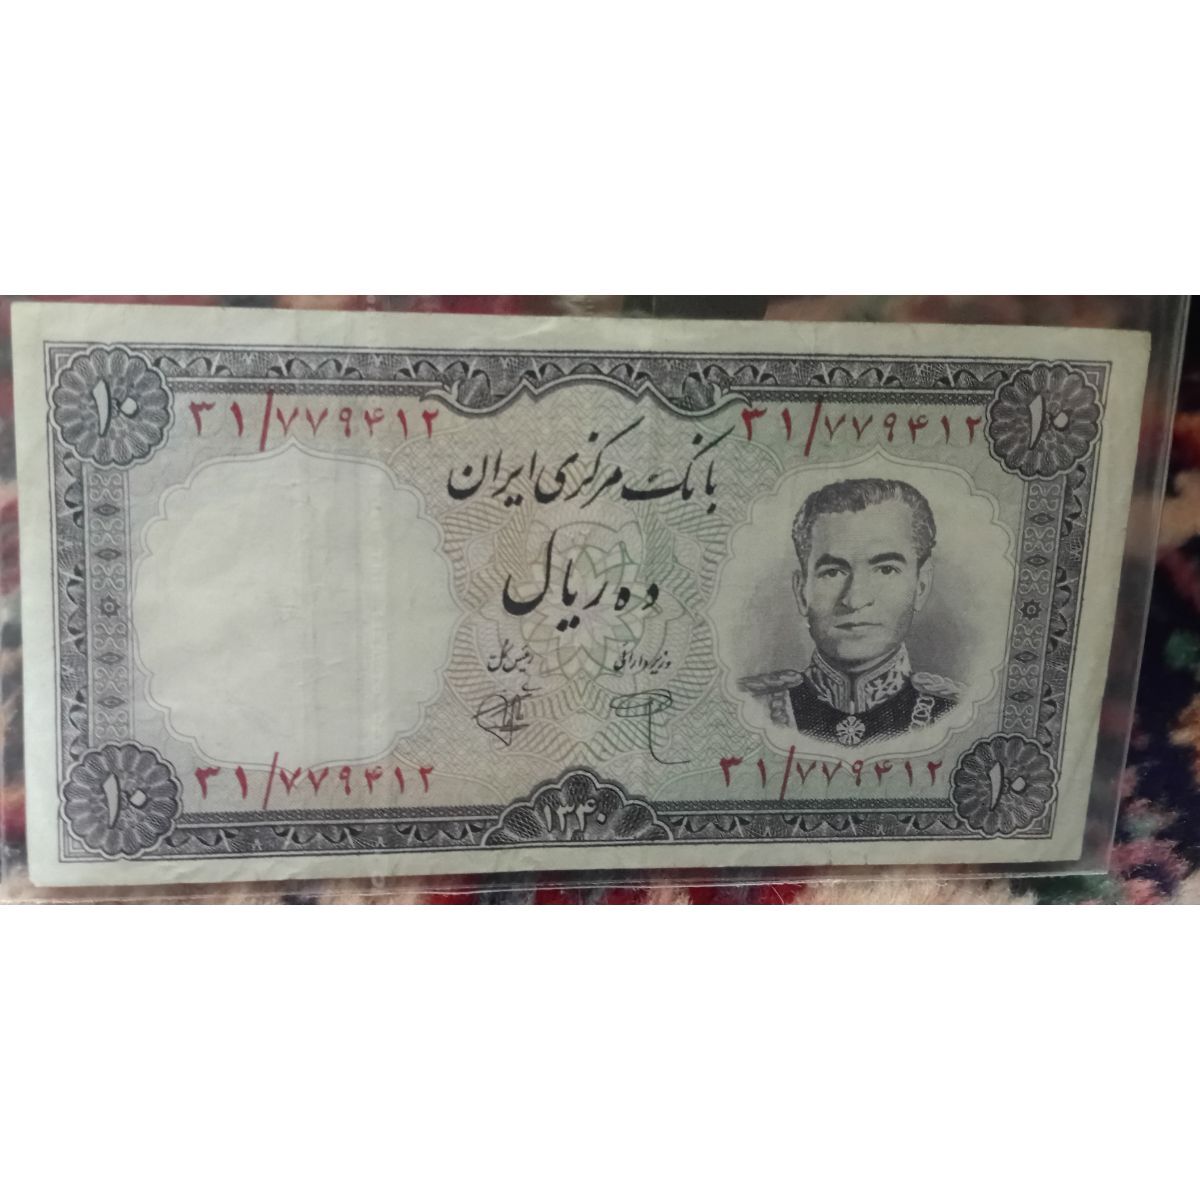 ۱۰
۱۰
۳۱/۷۷۹۴۱۲
۳۱/۷۷۹۴۱۲
بانک مرکزی ایران
ده ریال
وزیر دارائی
رئیس کل
۳۱/۷۷۹۴۱۲
۳۱/۷۷۹۴۱۲
۱۰
۱۳۴۰
۱۰